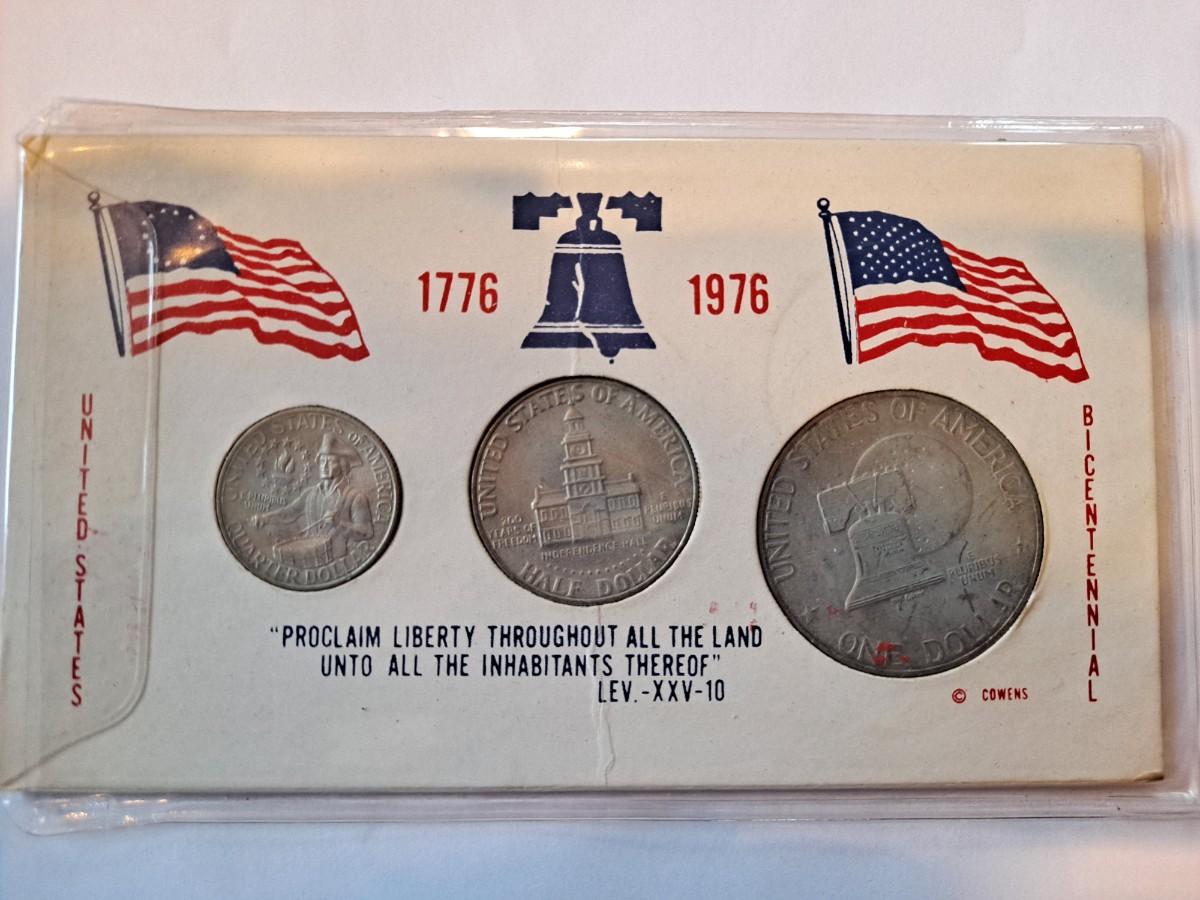 1776
1976
UNITED STATES
UNITED STATES OF AMERICA
E PLURIBUS
UNUM
QUARTER DOLLAR
UNITED STATES OF AMERICA
200
YEARS OF
FREEDOM
E
PLURIBUS
UNUM
INDEPENDENCE HALL
HALF DOLLAR
UNITED STATES OF AMERICA
E
PLURIBUS
UNUM
ONE DOLLAR
BICENTENNIAL
“PROCLAIM LIBERTY THROUGHOUT ALL THE LAND
UNTO ALL THE INHABITANTS THEREOF”
LEV.-XXV-10
© COWENS